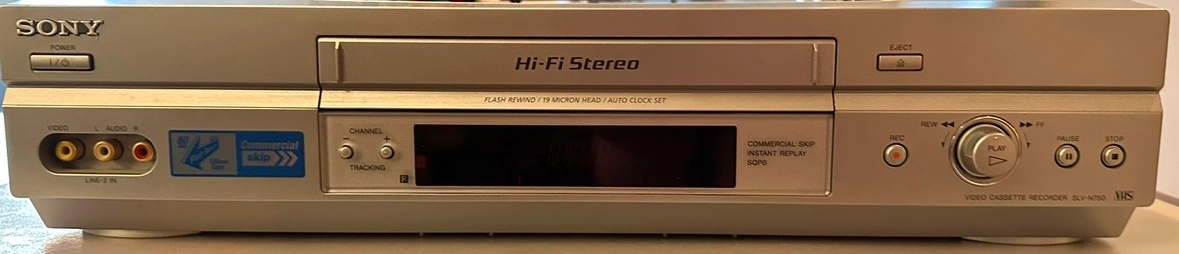 SONY
POWER
I/⏻
Hi-Fi Stereo
EJECT
FLASH REWIND / 19 MICRON HEAD / AUTO CLOCK SET
VIDEO L AUDIO R
LINE-2 IN
Commercial
skip
CHANNEL
- +
TRACKING
COMMERCIAL SKIP
INSTANT REPLAY
SQPB
REC
REW ◀◀ ▶▶ FF
PLAY
PAUSE
STOP
VIDEO CASSETTE RECORDER SLV-N750 VHS